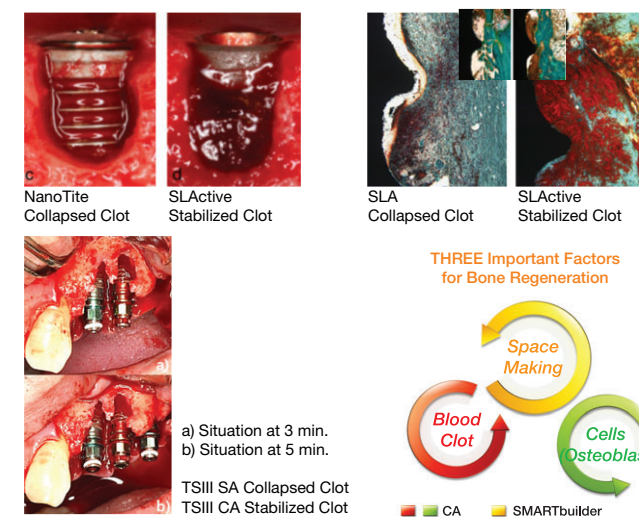 c
d
NanoTite
Collapsed Clot
SLActive
Stabilized Clot
SLA
Collapsed Clot
SLActive
Stabilized Clot
a)
b)
a) Situation at 3 min.
b) Situation at 5 min.
TSIII SA Collapsed Clot
TSIII CA Stabilized Clot
THREE Important Factors
for Bone Regeneration
Space
Making
Blood
Clot
Cells
CA
SMARTbuilder